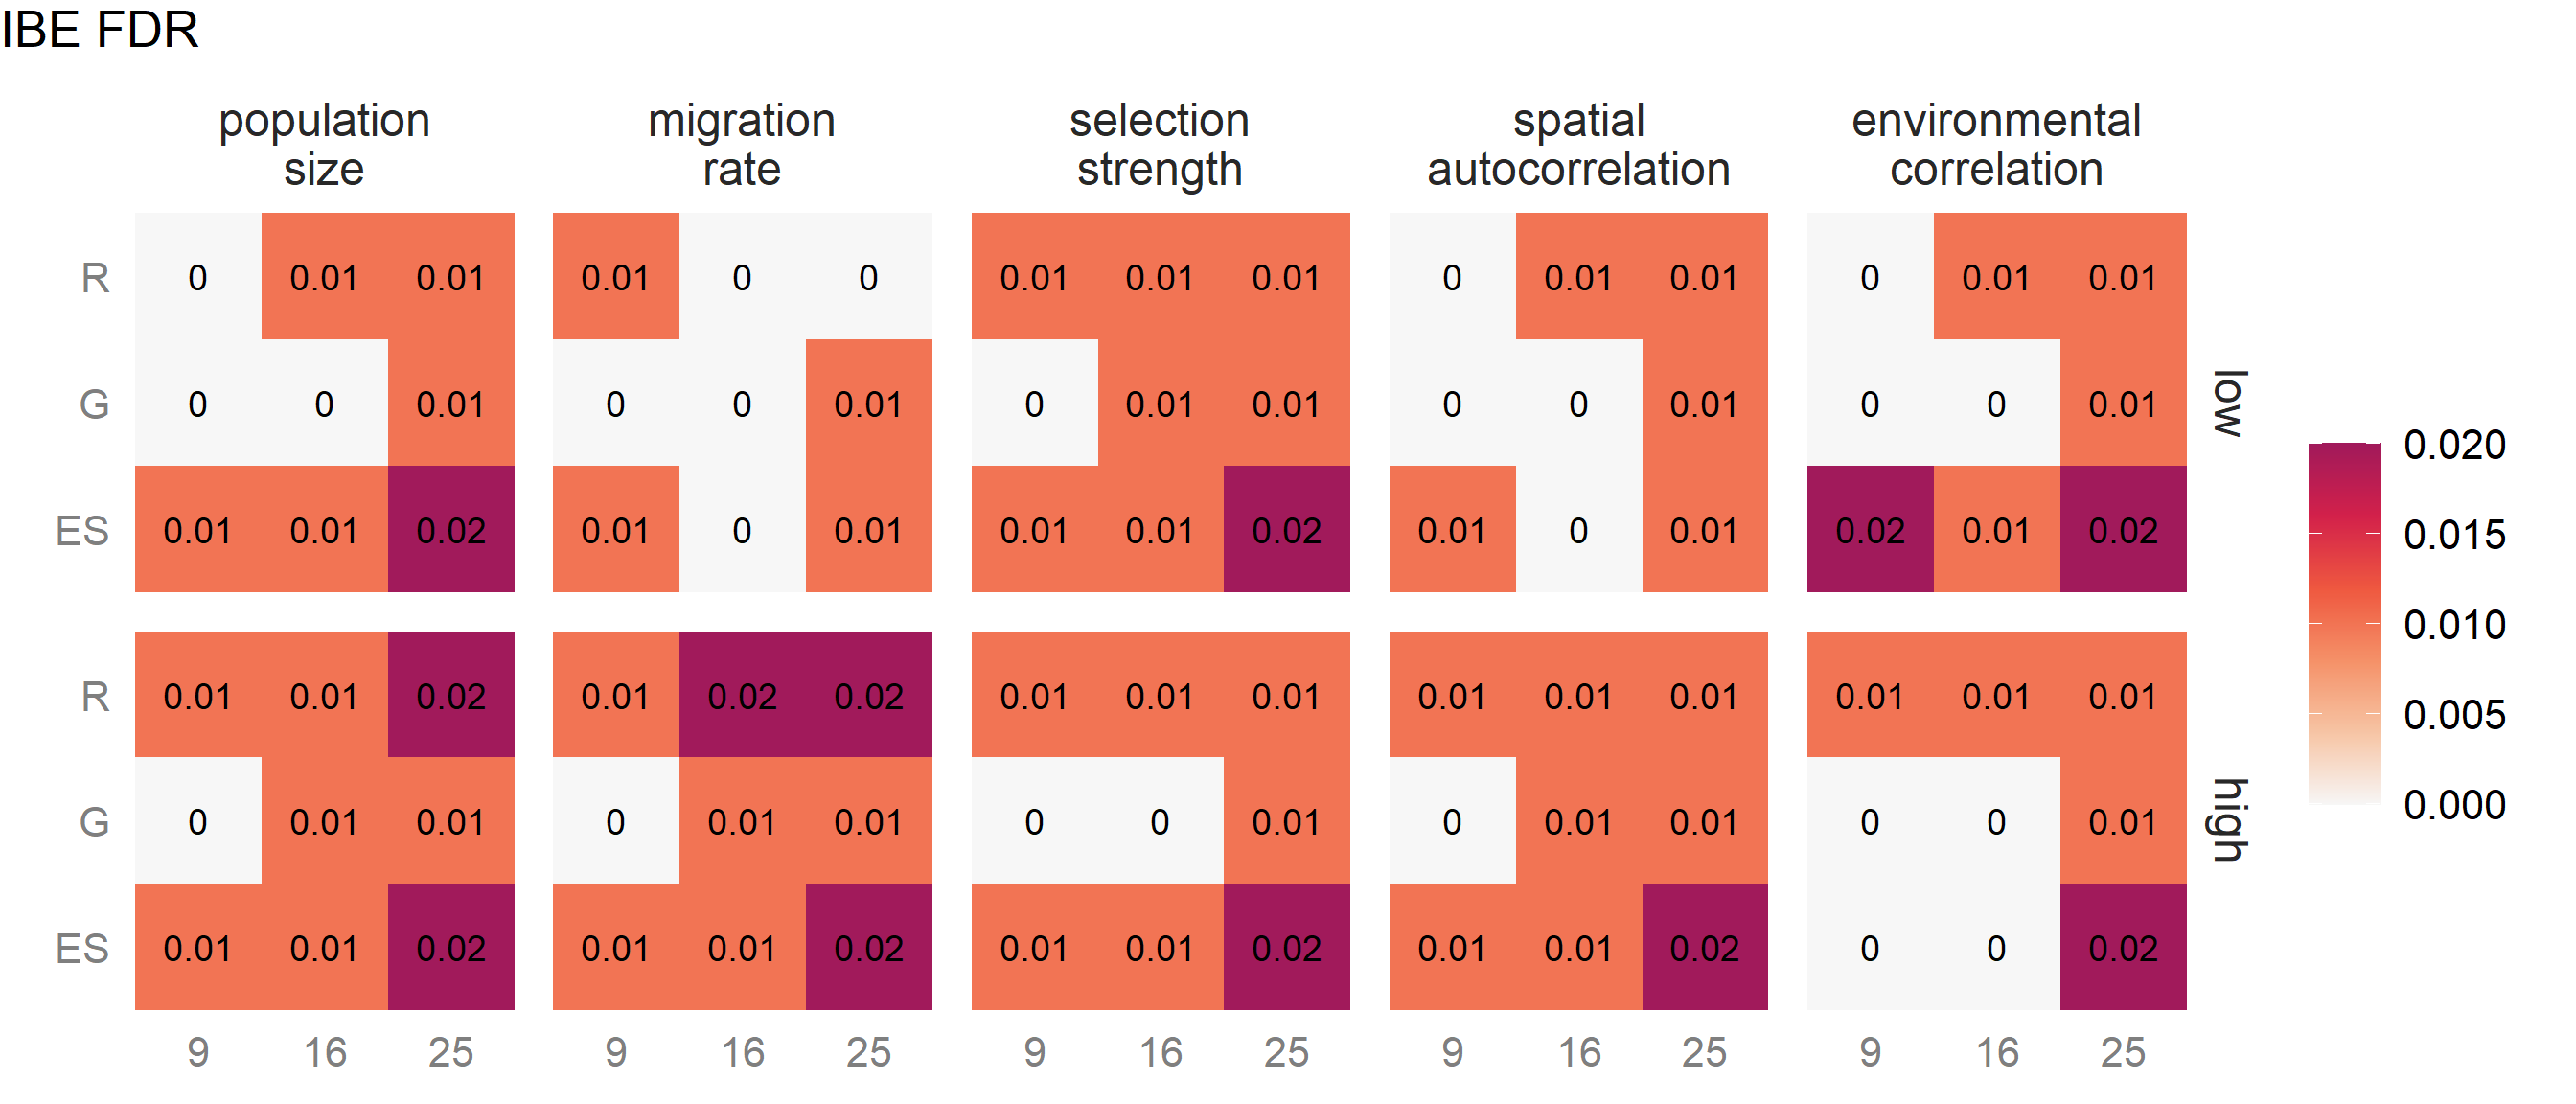 IBE FDR
population size
migration rate
selection strength
spatial autocorrelation
environmental correlation
R 0 0.01 0.01 0.01 0 0 0.01 0.01 0.01 0 0.01 0.01 0 0.01 0.01
G 0 0 0.01 0 0 0.01 0 0.01 0.01 0 0 0.01 0 0 0.01
ES 0.01 0.01 0.02 0.01 0 0.01 0.01 0.01 0.02 0.01 0 0.01 0.02 0.01 0.02
low
R 0.01 0.01 0.02 0.01 0.02 0.02 0.01 0.01 0.01 0.01 0.01 0.01 0.01 0.01 0.01
G 0 0.01 0.01 0 0.01 0.01 0 0 0.01 0 0.01 0.01 0 0 0.01
ES 0.01 0.01 0.02 0.01 0.01 0.02 0.01 0.01 0.02 0.01 0.01 0.02 0 0 0.02
high
9 16 25 9 16 25 9 16 25 9 16 25 9 16 25
0.020
0.015
0.010
0.005
0.000